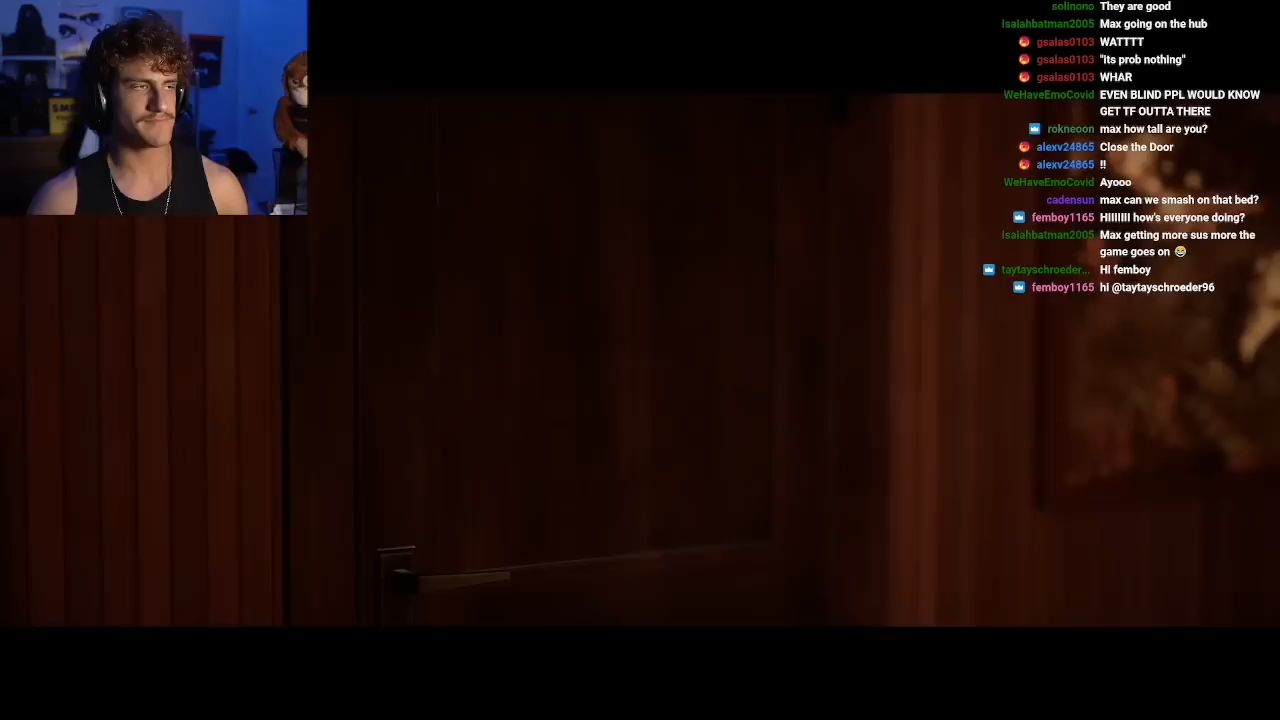 solinono They are good
isaiahbatman2005 Max going on the hub
gsalas0103 WATTTT
gsalas0103 "Its prob nothing"
gsalas0103 WHAR
WeHaveEmoCovid EVEN BLIND PPL WOULD KNOW
GET TF OUTTA THERE
rokneoon max how tall are you?
alexv24865 Close the Door
alexv24865 !!
WeHaveEmoCovid Ayooo
cadensun max can we smash on that bed?
femboy1165 HIIIIIII how's everyone doing?
isaiahbatman2005 Max getting more sus more the
game goes on 😅
taytayschroeder... HI femboy
femboy1165 hi @taytayschroeder96